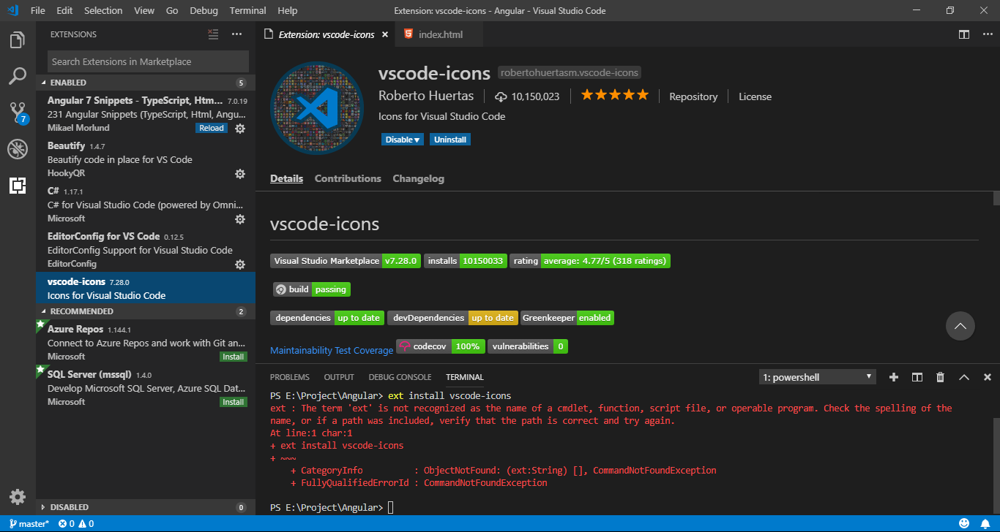 File Edit Selection View Go Debug Terminal Help Extension: vscode-icons - Angular - Visual Studio Code
EXTENSIONS
Search Extensions in Marketplace
ENABLED 5
Angular 7 Snippets - TypeScript, Htm... 7.0.19
231 Angular Snippets (TypeScript, Html, Angu...
Mikael Morlund Reload
Beautify 1.4.7
Beautify code in place for VS Code
HookyQR
C# 1.17.1
C# for Visual Studio Code (powered by Omni...
Microsoft
EditorConfig for VS Code 0.12.5
EditorConfig Support for Visual Studio Code
EditorConfig
vscode-icons 7.28.0
Icons for Visual Studio Code
RECOMMENDED 2
Azure Repos 1.144.1
Connect to Azure Repos and work with Git an...
Microsoft Install
SQL Server (mssql) 1.4.0
Develop Microsoft SQL Server, Azure SQL Dat...
Microsoft Install
DISABLED 0
7
Extension: vscode-icons × index.html
vscode-icons robertohuertasm.vscode-icons
Roberto Huertas 10,150,023 Repository License
Icons for Visual Studio Code
Disable Uninstall
Details Contributions Changelog
vscode-icons
Visual Studio Marketplace v7.28.0 installs 10150033 rating average: 4.77/5 (318 ratings)
build passing
dependencies up to date devDependencies up to date Greenkeeper enabled
Maintainability Test Coverage codecov 100% vulnerabilities 0
PROBLEMS OUTPUT DEBUG CONSOLE TERMINAL 1: powershell
PS E:\Project\Angular> ext install vscode-icons
ext : The term 'ext' is not recognized as the name of a cmdlet, function, script file, or operable program. Check the spelling of the
name, or if a path was included, verify that the path is correct and try again.
At line:1 char:1
+ ext install vscode-icons
+ ~~~
+ CategoryInfo : ObjectNotFound: (ext:String) [], CommandNotFoundException
+ FullyQualifiedErrorId : CommandNotFoundException
PS E:\Project\Angular>
master* 0 0